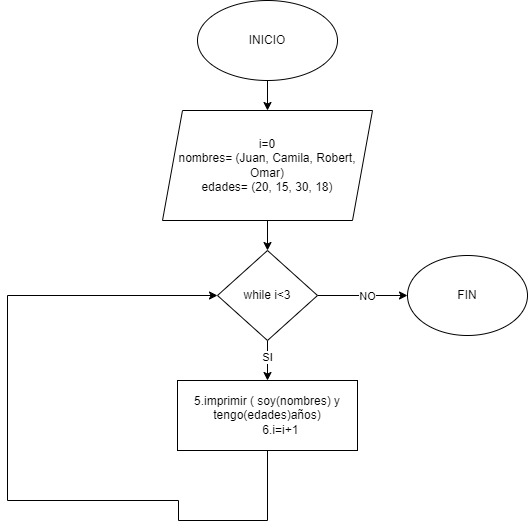 INICIO
i=0
nombres= (Juan, Camila, Robert,
Omar)
edades= (20, 15, 30, 18)
while i<3
NO
FIN
SI
5.imprimir ( soy(nombres) y
tengo(edades)años)
6.i=i+1